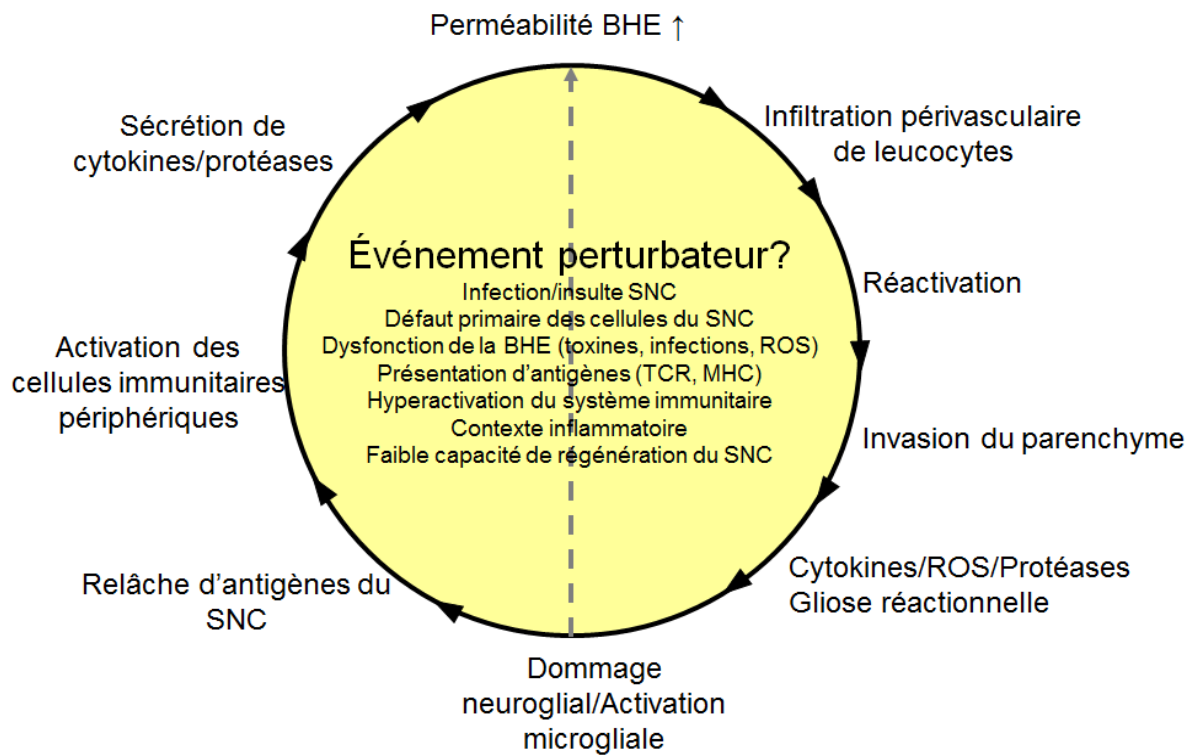 Perméabilité BHE ↑
Infiltration périvasculaire
de leucocytes
Réactivation
Invasion du parenchyme
Cytokines/ROS/Protéases
Gliose réactionnelle
Dommage
neuroglial/Activation
microgliale
Relâche d’antigènes du
SNC
Activation des
cellules immunitaires
périphériques
Sécrétion de
cytokines/protéases
Événement perturbateur?
Infection/insulte SNC
Défaut primaire des cellules du SNC
Dysfonction de la BHE (toxines, infections, ROS)
Présentation d’antigènes (TCR, MHC)
Hyperactivation du système immunitaire
Contexte inflammatoire
Faible capacité de régénération du SNC